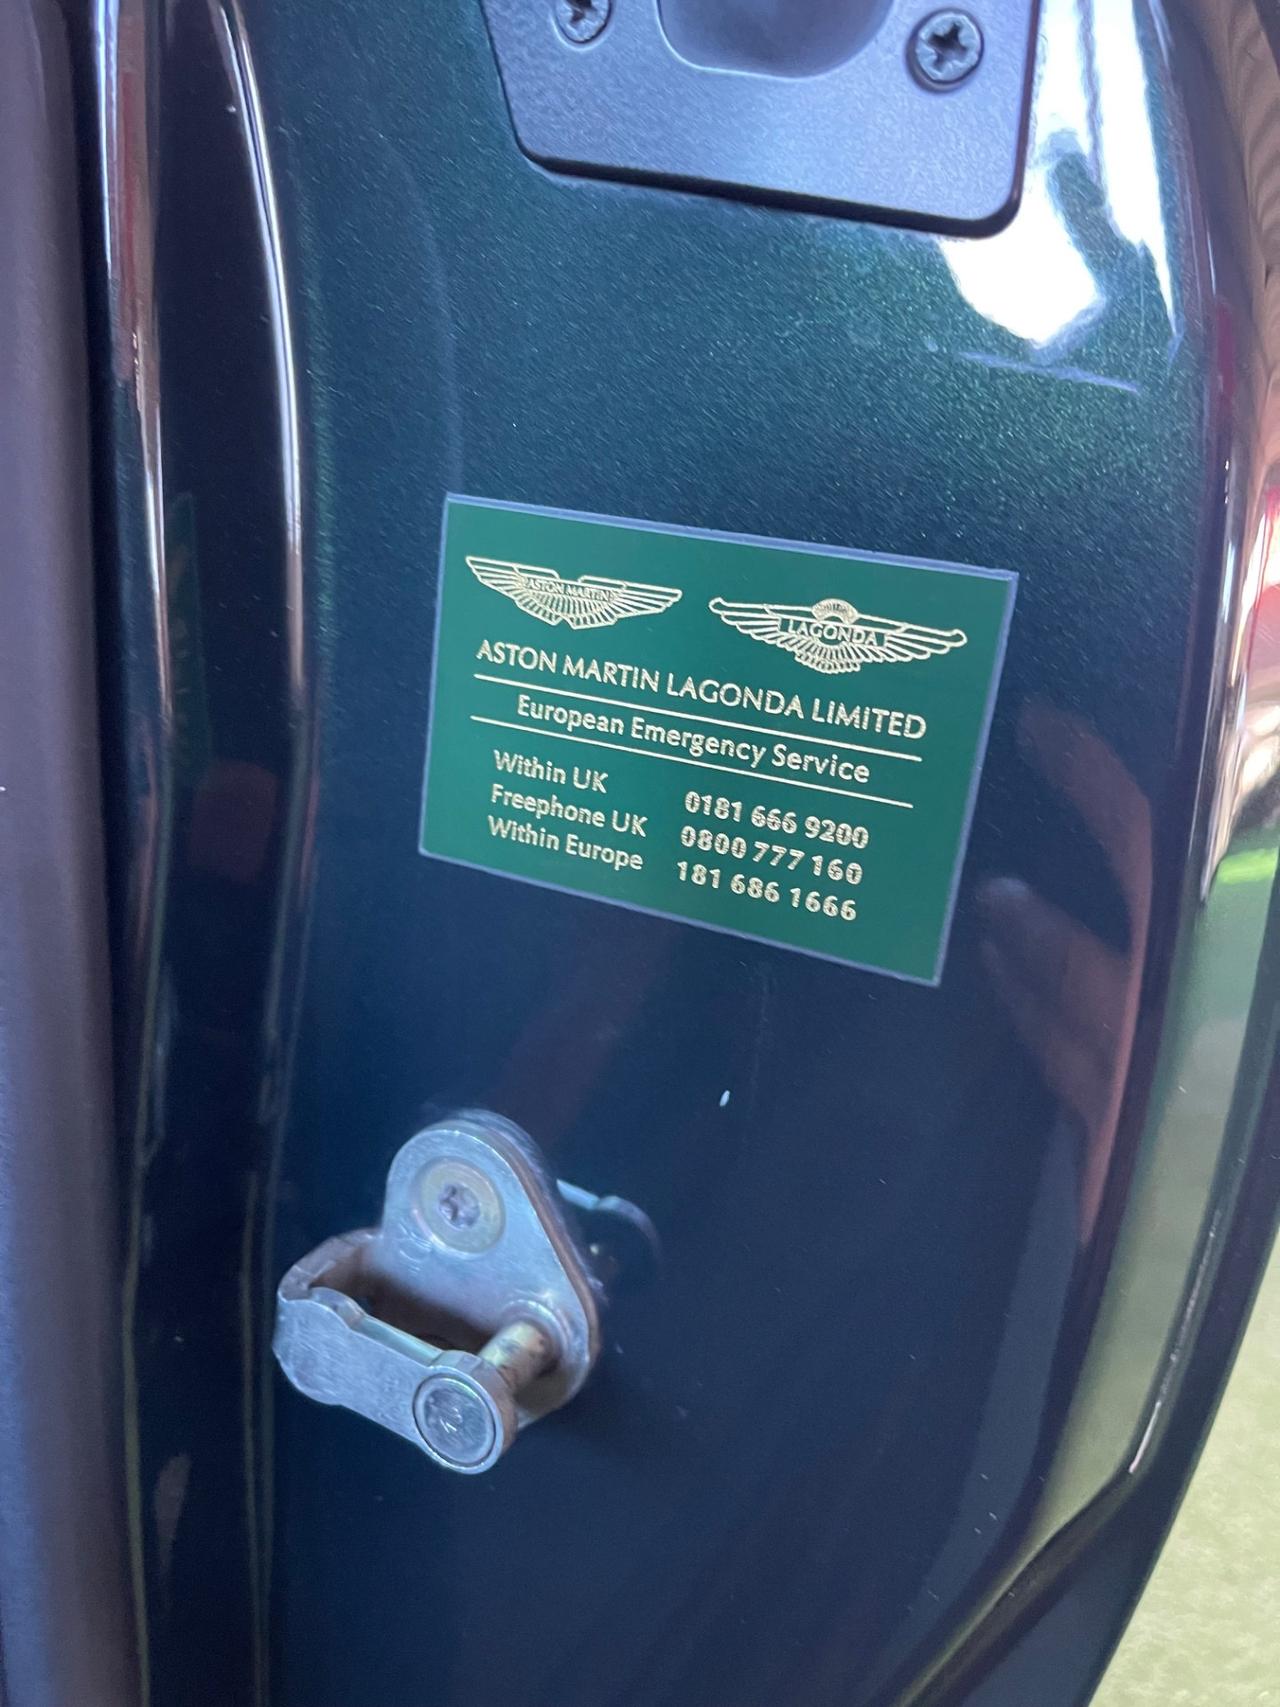 ASTON MARTIN
LAGONDA
ASTON MARTIN LAGONDA LIMITED
European Emergency Service
Within UK 0181 666 9200
Freephone UK 0800 777 160
Within Europe 181 686 1666